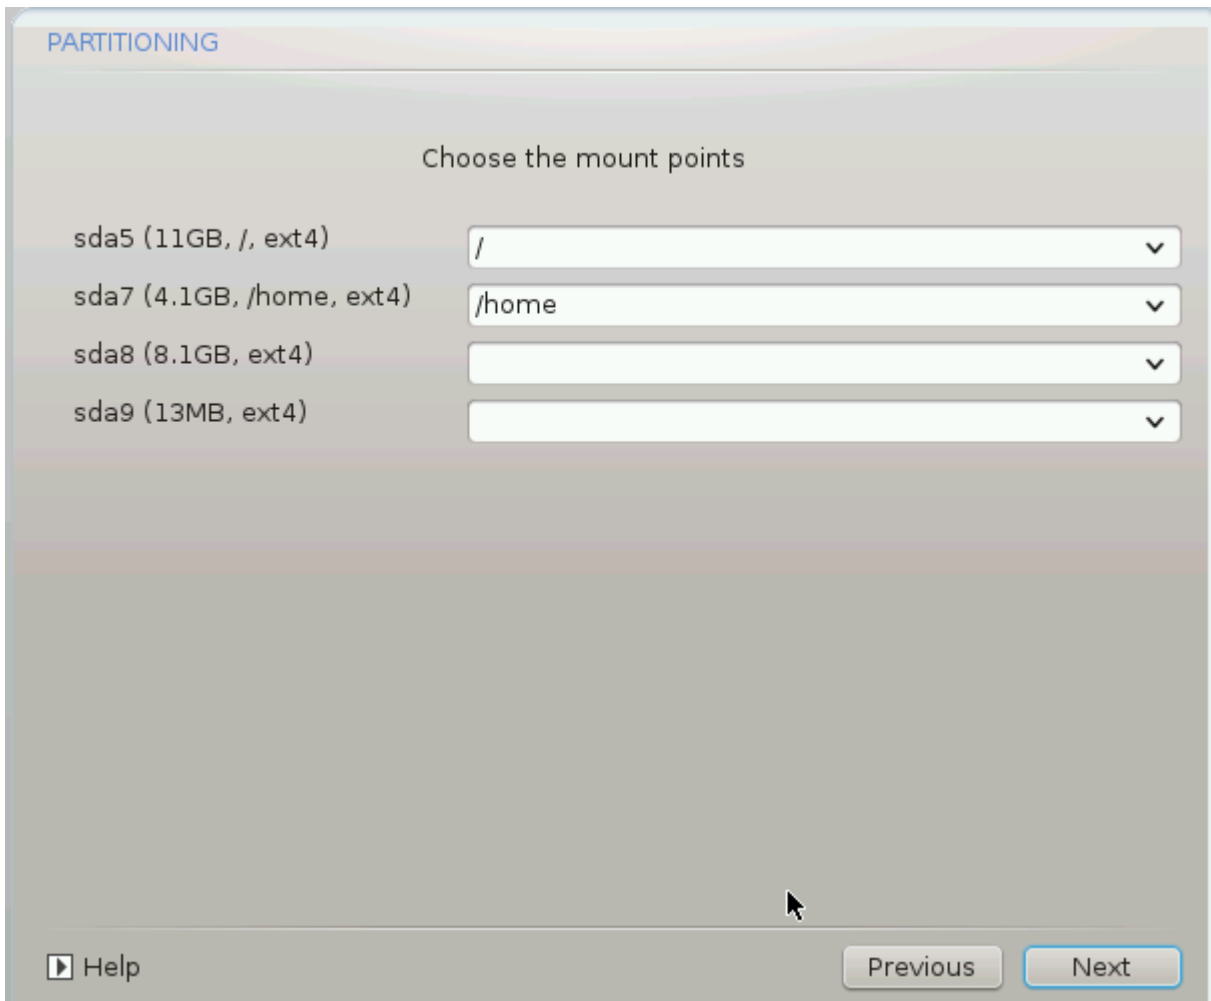 PARTITIONING
Choose the mount points
sda5 (11GB, /, ext4) /
sda7 (4.1GB, /home, ext4) /home
sda8 (8.1GB, ext4)
sda9 (13MB, ext4)
Help Previous Next